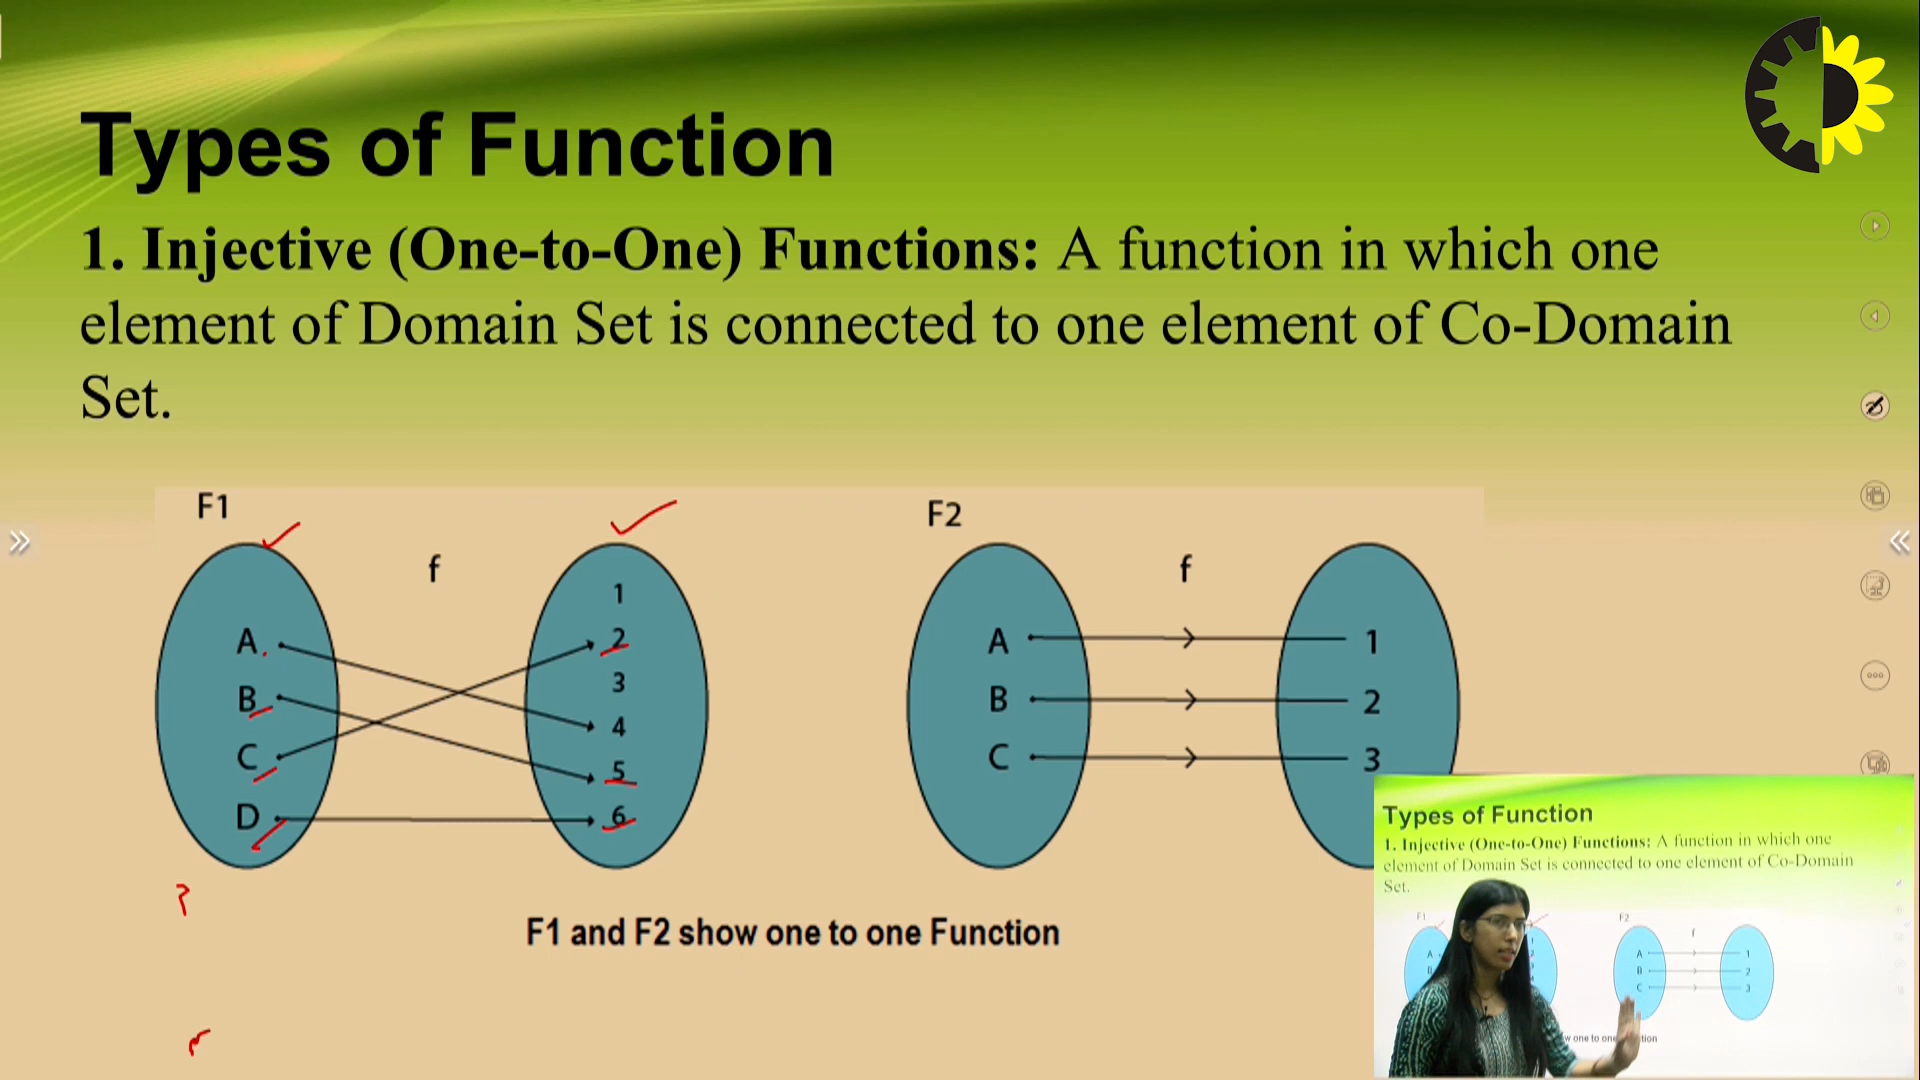 Types of Function
1. Injective (One-to-One) Functions: A function in which one
element of Domain Set is connected to one element of Co-Domain
Set.
F1
f
A
B
C
D
1
2
3
4
5
6
F2
f
A
B
C
1
2
3
F1 and F2 show one to one Function
Types of Function
1. Injective (One-to-One) Functions: A function in which one
element of Domain Set is connected to one element of Co-Domain
Set.
F1
F2
f
A
B
A
B
C
1
2
3
one to one